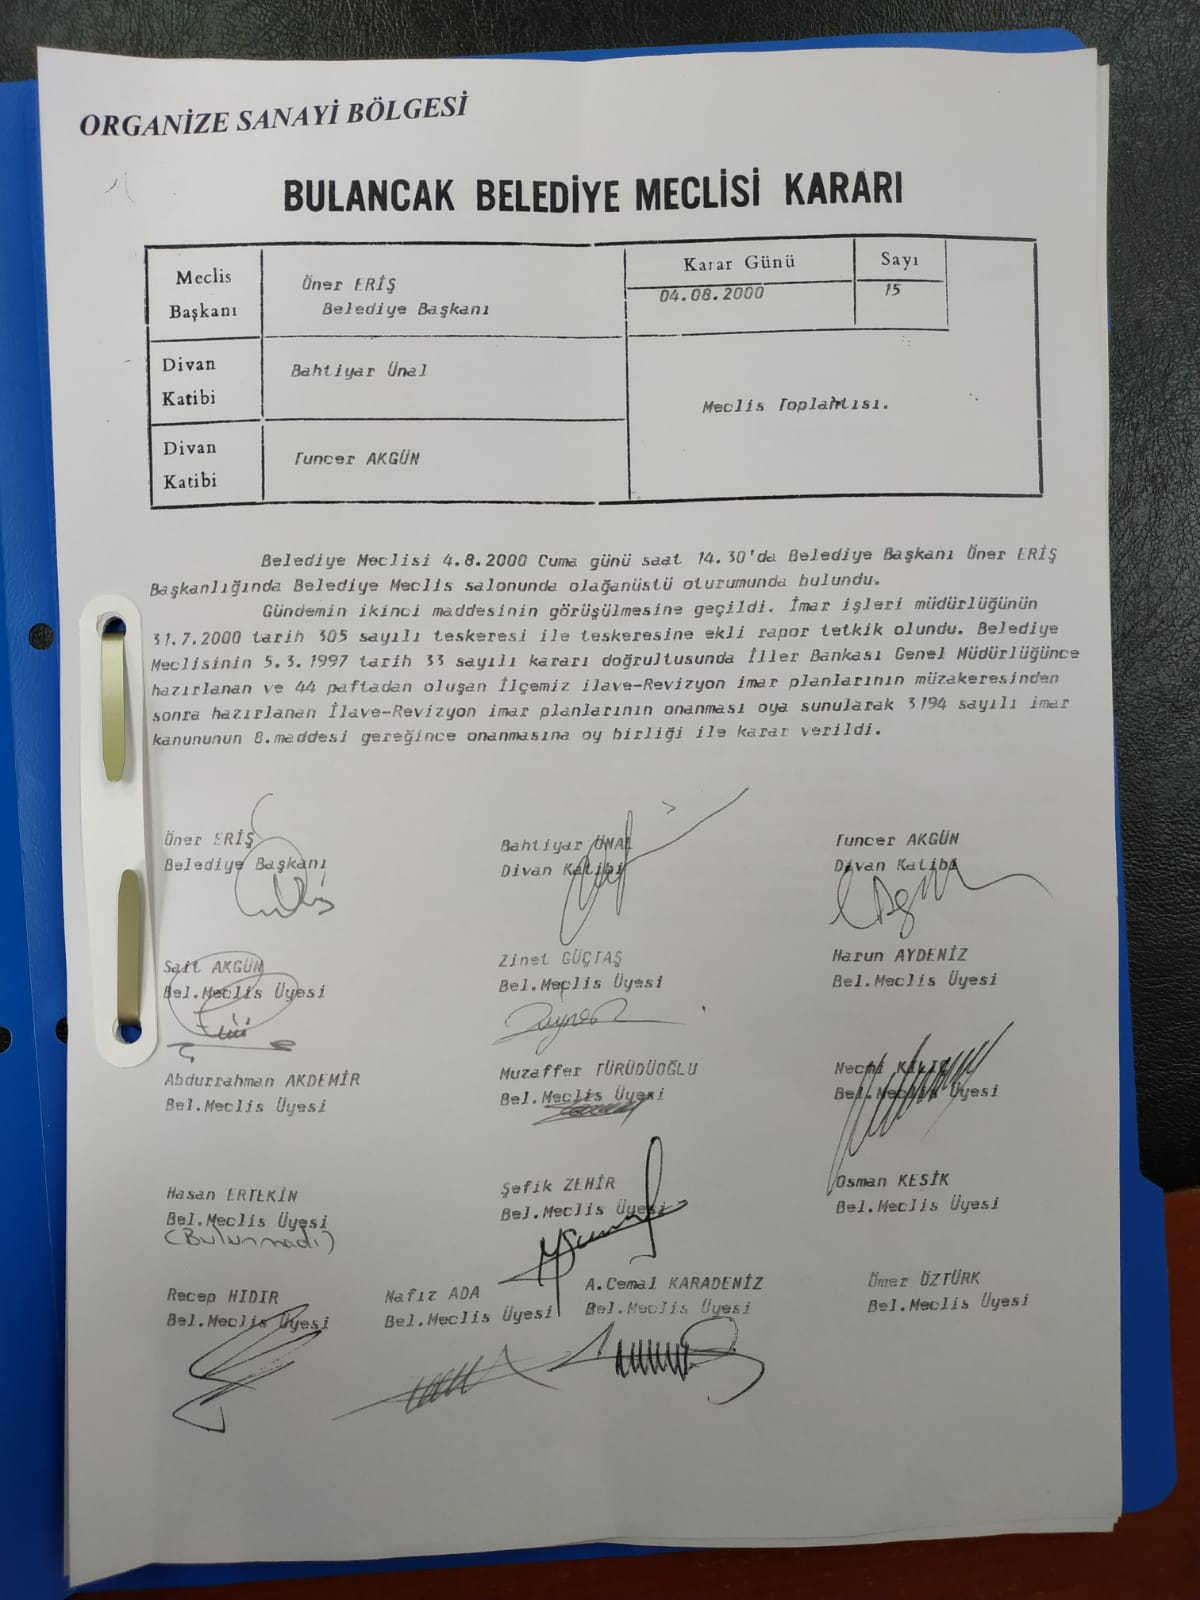 ORGANİZE SANAYİ BÖLGESİ
BULANCAK BELEDİYE MECLİSİ KARARI
Meclis
Başkanı
Öner ERİŞ
Belediye Başkanı
Karar Günü
04.08.2000
Sayı
15
Divan
Katibi
Bahtiyar Ünal
Meclis Toplantısı.
Divan
Katibi
Tuncer AKGÜN
Belediye Meclisi 4.8.2000 Cuma günü saat 14.30'da Belediye Başkanı Öner ERİŞ
Başkanlığında Belediye Meclis salonunda olağanüstü oturumunda bulundu.
Gündemin ikinci maddesinin görüşülmesine geçildi. İmar işleri müdürlüğünün
31.7.2000 tarih 305 sayılı teskeresi ile teskeresine ekli rapor tetkik olundu. Belediye
Meclisinin 5.3.1997 tarih 33 sayılı kararı doğrultusunda İller Bankası Genel Müdürlüğünce
hazırlanan ve 44 paftadan oluşan İlçemiz ilave-Revizyon imar planlarının müzakeresinden
sonra hazırlanan İlave-Revizyon imar planlarının onanması oya sunularak 3194 sayılı imar
kanununun 8.maddesi gereğince onanmasına oy birliği ile karar verildi.
Öner ERİŞ
Belediye Başkanı
Bahtiyar ÜNAL
Divan Katibi
Tuncer AKGÜN
Divan Katibi
Sait AKGÜN
Bel.Meclis Üyesi
Zinet GÜÇTAŞ
Bel.Meclis Üyesi
Harun AYDENİZ
Bel.Meclis Üyesi
Abdurrahman AKDEMİR
Bel.Meclis Üyesi
Muzaffer TÜRÜDÜOĞLU
Bel.Meclis Üyesi
Necmi KILIÇ
Bel.Meclis Üyesi
Hasan ERTEKİN
Bel.Meclis Üyesi
(Bulunmadı)
Şefik ZEHİR
Bel.Meclis Üyesi
Osman KESİK
Bel.Meclis Üyesi
Recep HIDIR
Bel.Meclis Üyesi
Nafız ADA
Bel.Meclis Üyesi
A.Cemal KARADENİZ
Bel.Meclis Üyesi
Ömer ÖZTÜRK
Bel.Meclis Üyesi